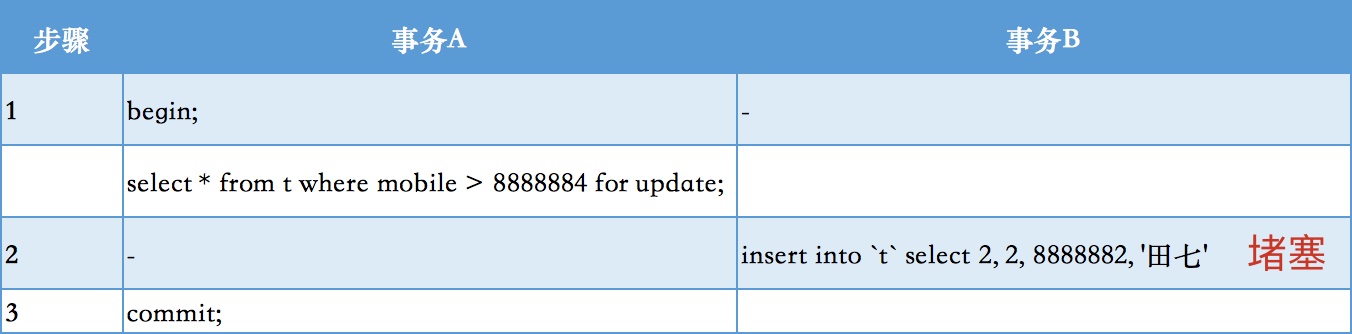 步骤 事务A 事务B
1 begin; -
select * from t where mobile > 8888884 for update;
2 - insert into `t` select 2, 2, 8888882, '田七' 堵塞
3 commit;